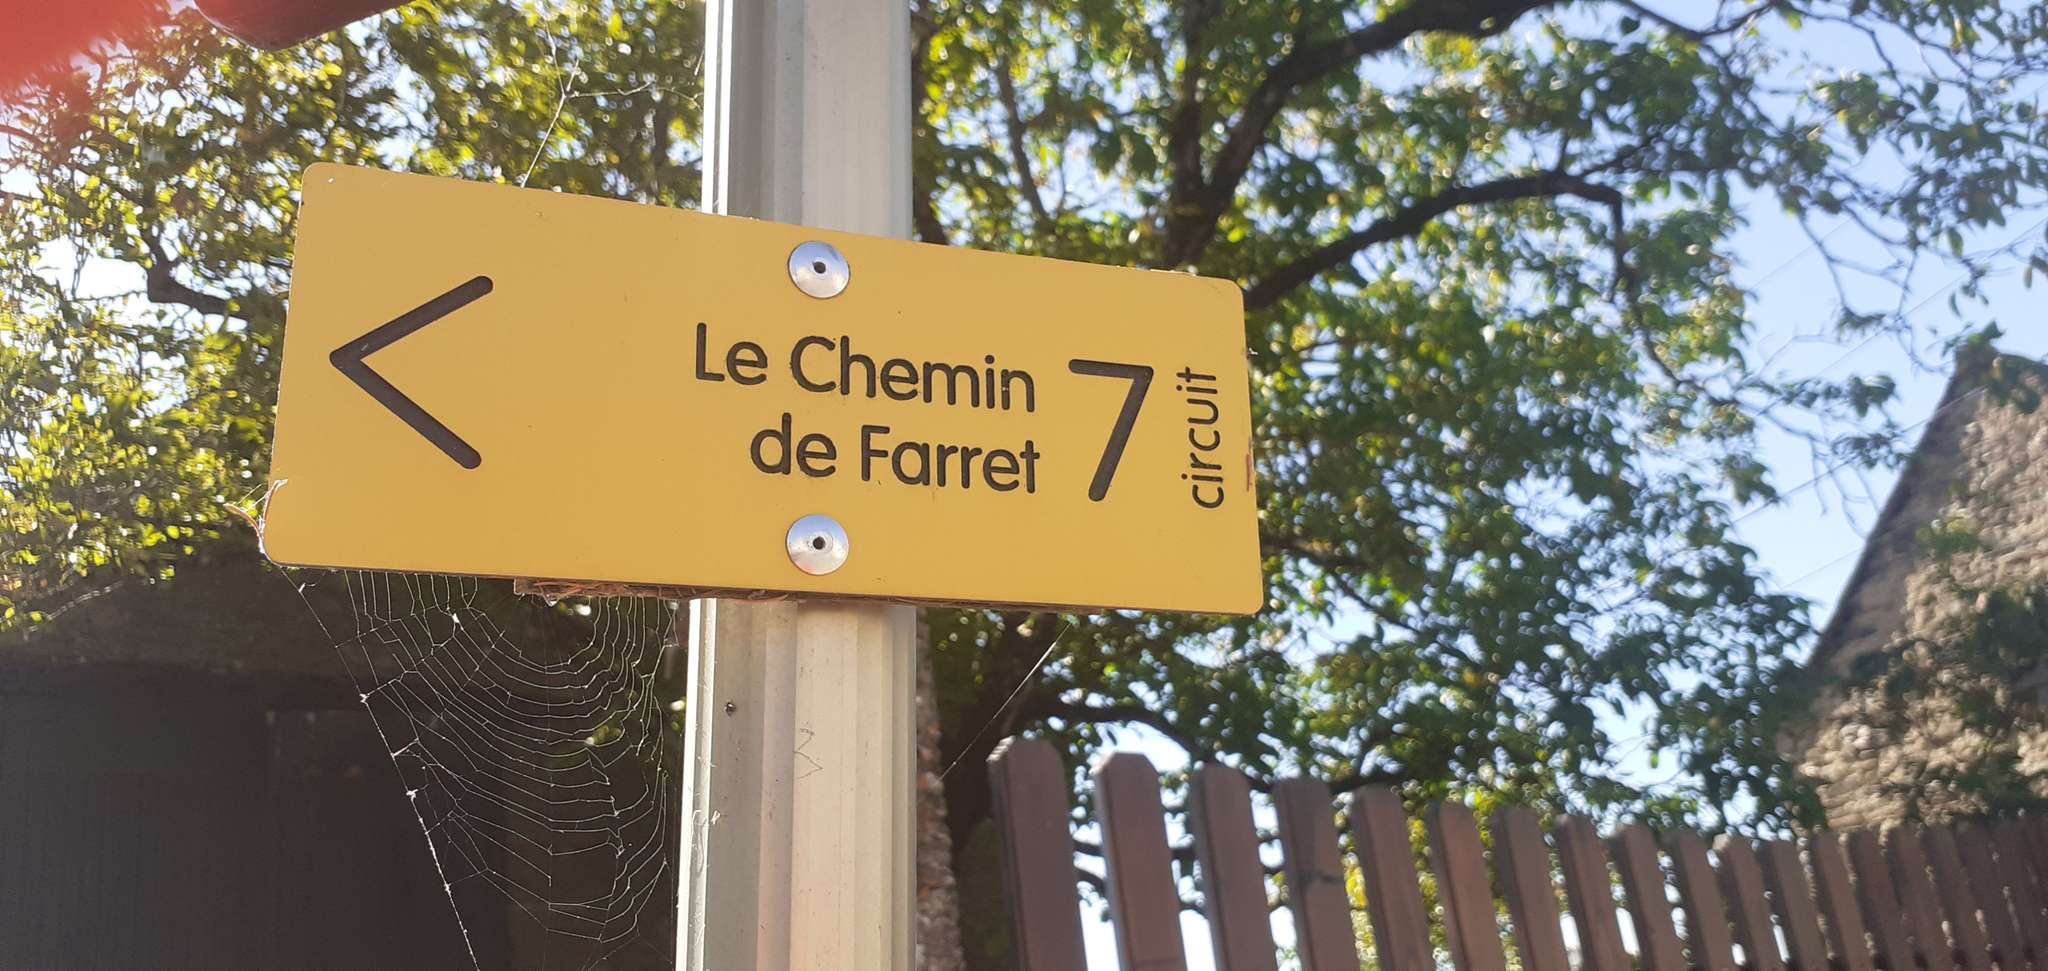 Le Chemin
de Farret
7
circuit